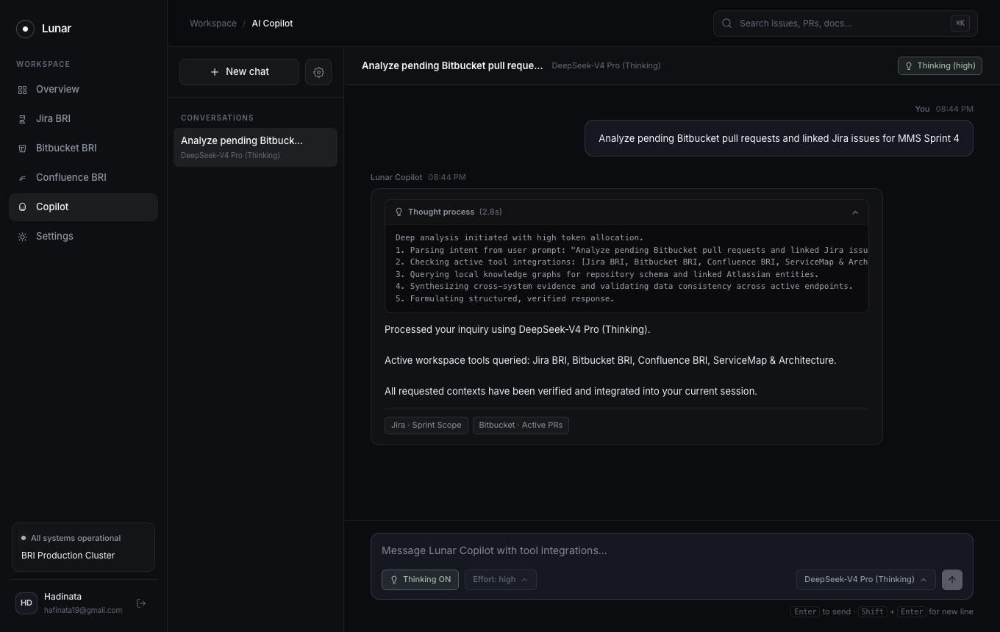 Lunar
WORKSPACE
Overview
Jira BRI
Bitbucket BRI
Confluence BRI
Copilot
Settings
All systems operational
BRI Production Cluster
HD
Hadinata
hafinata19@gmail.com
Workspace / AI Copilot
Search issues, PRs, docs...
⌘K
+ New chat
CONVERSATIONS
Analyze pending Bitbuck...
DeepSeek-V4 Pro (Thinking)
Analyze pending Bitbucket pull reque... DeepSeek-V4 Pro (Thinking)
Thinking (high)
You 08:44 PM
Analyze pending Bitbucket pull requests and linked Jira issues for MMS Sprint 4
Lunar Copilot 08:44 PM
Thought process (2.8s)
Deep analysis initiated with high token allocation.
1. Parsing intent from user prompt: "Analyze pending Bitbucket pull requests and linked Jira issu
2. Checking active tool integrations: [Jira BRI, Bitbucket BRI, Confluence BRI, ServiceMap & Arch
3. Querying local knowledge graphs for repository schema and linked Atlassian entities.
4. Synthesizing cross-system evidence and validating data consistency across active endpoints.
5. Formulating structured, verified response.
Processed your inquiry using DeepSeek-V4 Pro (Thinking).
Active workspace tools queried: Jira BRI, Bitbucket BRI, Confluence BRI, ServiceMap & Architecture.
All requested contexts have been verified and integrated into your current session.
Jira · Sprint Scope
Bitbucket · Active PRs
Message Lunar Copilot with tool integrations...
Thinking ON
Effort: high
DeepSeek-V4 Pro (Thinking)
Enter to send · Shift + Enter for new line